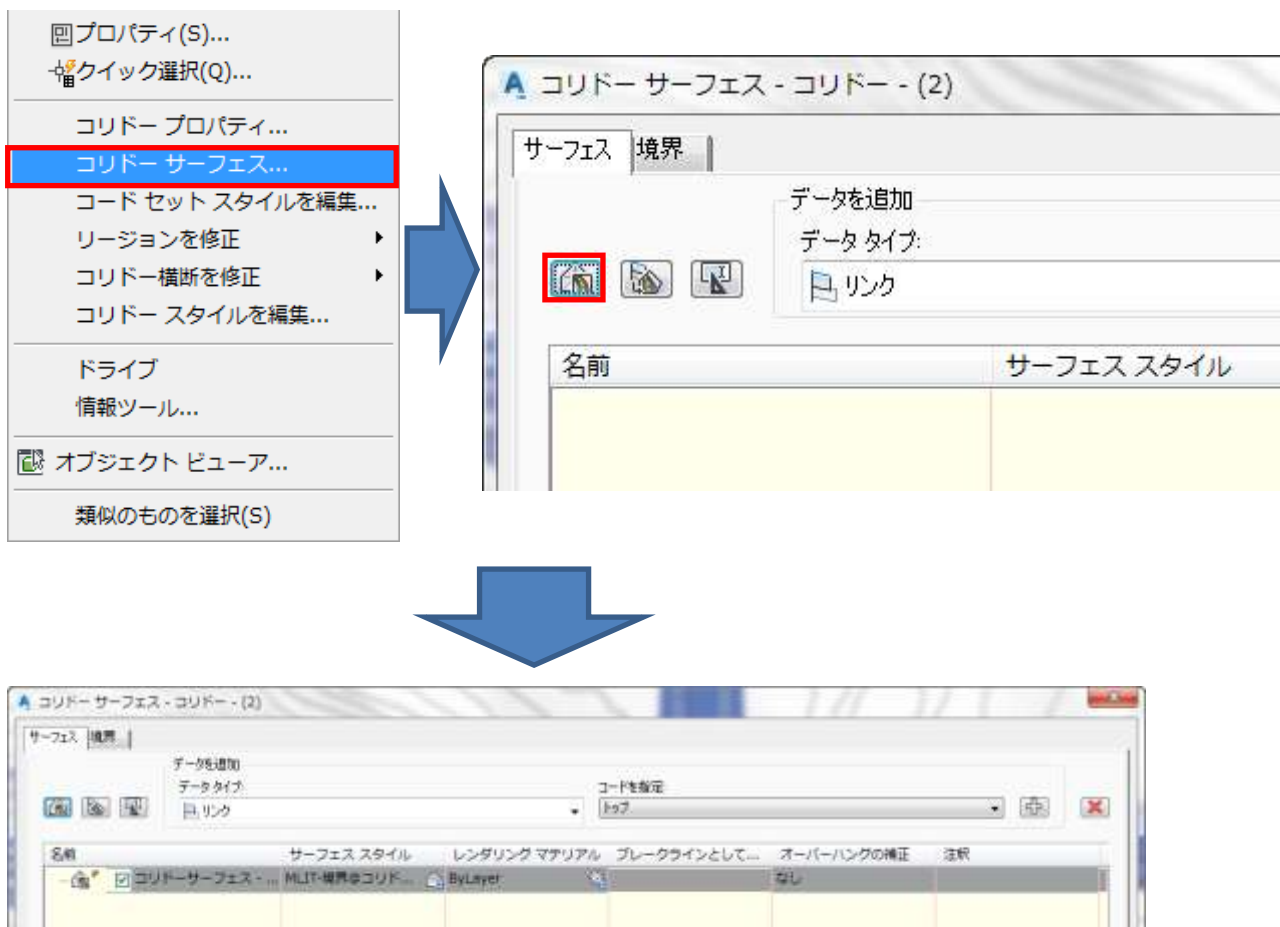 プロパティ(S)...
クイック選択(Q)...
コリドー プロパティ...
コリドー サーフェス...
コード セット スタイルを編集...
リージョンを修正
コリドー横断を修正
コリドー スタイルを編集...
ドライブ
情報ツール...
オブジェクト ビューア...
類似のものを選択(S)
コリドー サーフェス - コリドー - (2)
サーフェス 境界
データを追加
データ タイプ:
リンク
名前 サーフェス スタイル
コリドー サーフェス - コリドー - (2)
サーフェス 境界
データを追加
データ タイプ: コードを指定
リンク トップ
名前 サーフェス スタイル レンダリング マテリアル ブレークラインとして... オーバーハングの補正 注釈
コリドーサーフェス - ... MLIT-境界@コリド... ByLayer なし